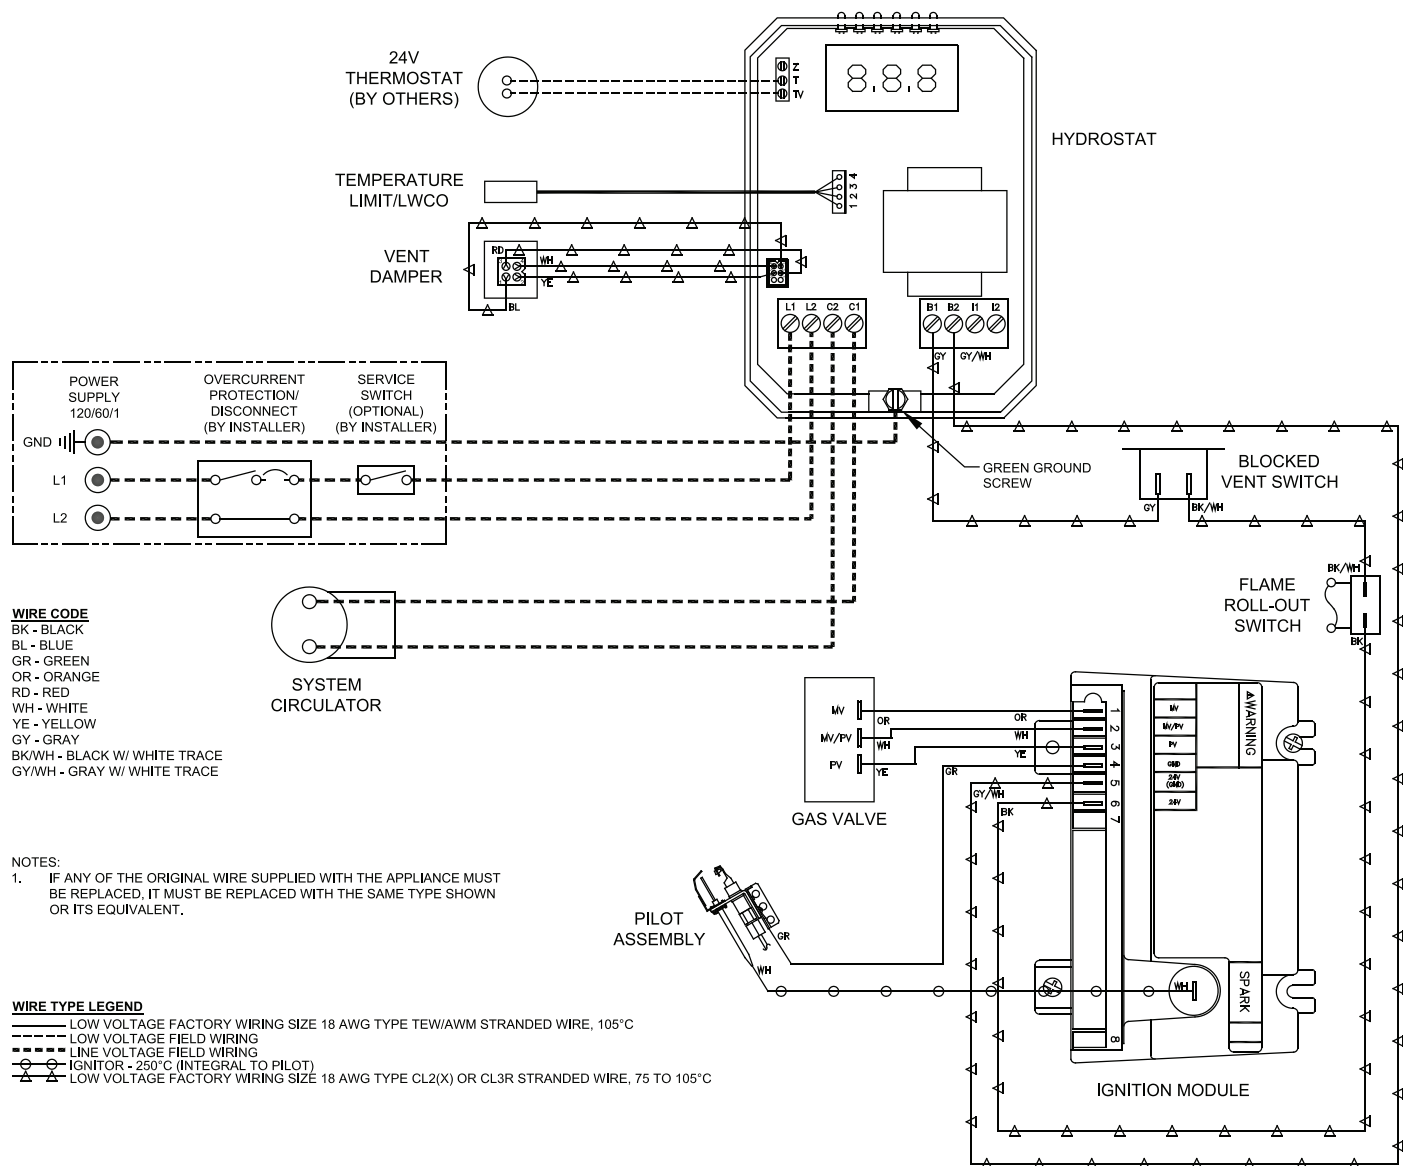 24V
THERMOSTAT
(BY OTHERS)
Z
T
TV
8.8.8
HYDROSTAT
TEMPERATURE
LIMIT/LWCO
1 2 3 4
VENT
DAMPER
RD
WH
YE
BL
L1 L2 C2 C1
B1 B2 I1 I2
GY GY/WH
POWER
SUPPLY
120/60/1
OVERCURRENT
PROTECTION/
DISCONNECT
(BY INSTALLER)
SERVICE
SWITCH
(OPTIONAL)
(BY INSTALLER)
GND
L1
L2
GREEN GROUND
SCREW
BLOCKED
VENT SWITCH
GY BK/WH
BK/WH
FLAME
ROLL-OUT
SWITCH
BK
SYSTEM
CIRCULATOR
WIRE CODE
BK - BLACK
BL - BLUE
GR - GREEN
OR - ORANGE
RD - RED
WH - WHITE
YE - YELLOW
GY - GRAY
BK/WH - BLACK W/ WHITE TRACE
GY/WH - GRAY W/ WHITE TRACE
MV
OR
MV/PV
WH
PV
YE
GAS VALVE
OR
WH
YE
GR
GY/WH
BK
1
2
3
4
5
6
7
8
MV
MV/PV
PV
GND
24V
(GND)
24V
WARNING
SPARK
WH
IGNITION MODULE
NOTES:
1. IF ANY OF THE ORIGINAL WIRE SUPPLIED WITH THE APPLIANCE MUST
BE REPLACED, IT MUST BE REPLACED WITH THE SAME TYPE SHOWN
OR ITS EQUIVALENT.
PILOT
ASSEMBLY
GR
WH
WIRE TYPE LEGEND
LOW VOLTAGE FACTORY WIRING SIZE 18 AWG TYPE TEW/AWM STRANDED WIRE, 105°C
LOW VOLTAGE FIELD WIRING
LINE VOLTAGE FIELD WIRING
IGNITOR - 250°C (INTEGRAL TO PILOT)
LOW VOLTAGE FACTORY WIRING SIZE 18 AWG TYPE CL2(X) OR CL3R STRANDED WIRE, 75 TO 105°C